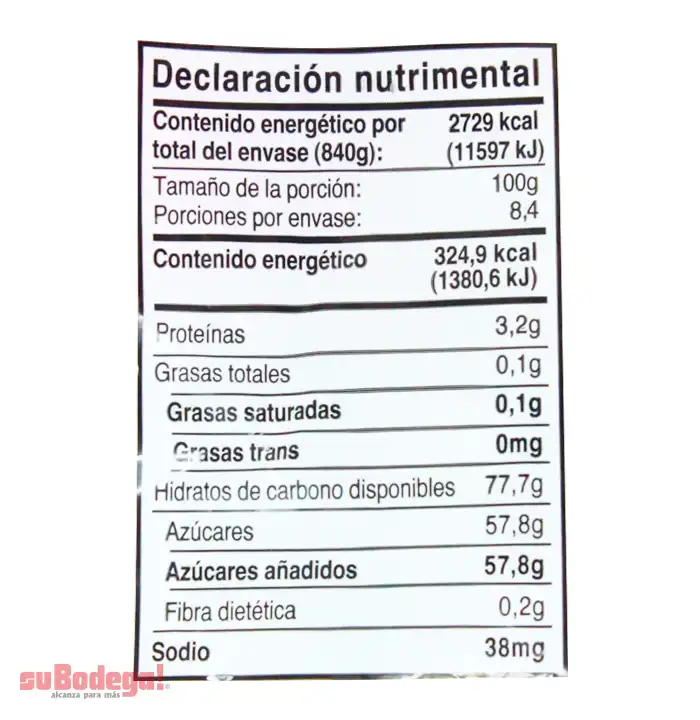 Declaración nutrimental
Contenido energético por 2729 kcal
total del envase (840g): (11597 kJ)
Tamaño de la porción: 100g
Porciones por envase: 8,4
Contenido energético 324,9 kcal
(1380,6 kJ)
Proteínas 3,2g
Grasas totales 0,1g
Grasas saturadas 0,1g
Grasas trans 0mg
Hidratos de carbono disponibles 77,7g
Azúcares 57,8g
Azúcares añadidos 57,8g
Fibra dietética 0,2g
Sodio 38mg
suBodega!
alcanza para más